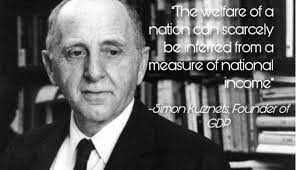 "The welfare of a
nation can scarcely
be inferred from a
measure of national
income"
-Simon Kuznets, Founder of
GDP